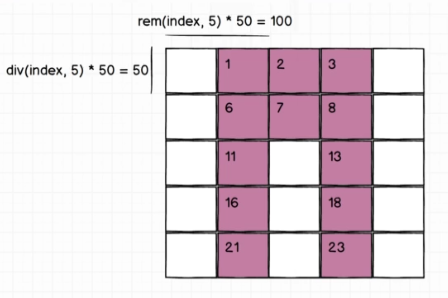 rem(index, 5) * 50 = 100
div(index, 5) * 50 = 50
1 2 3
6 7 8
11 13
16 18
21 23